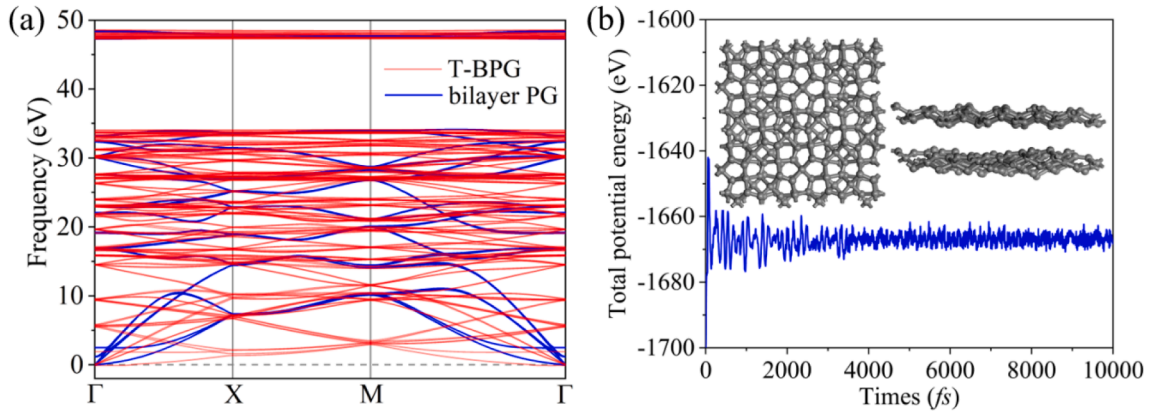 (a)
50
40
30
20
10
0
Frequency (eV)
T-BPG
bilayer PG
Γ X M Γ
(b)
-1600
-1620
-1640
-1660
-1680
-1700
Total potential energy (eV)
0 2000 4000 6000 8000 10000
Times (fs)